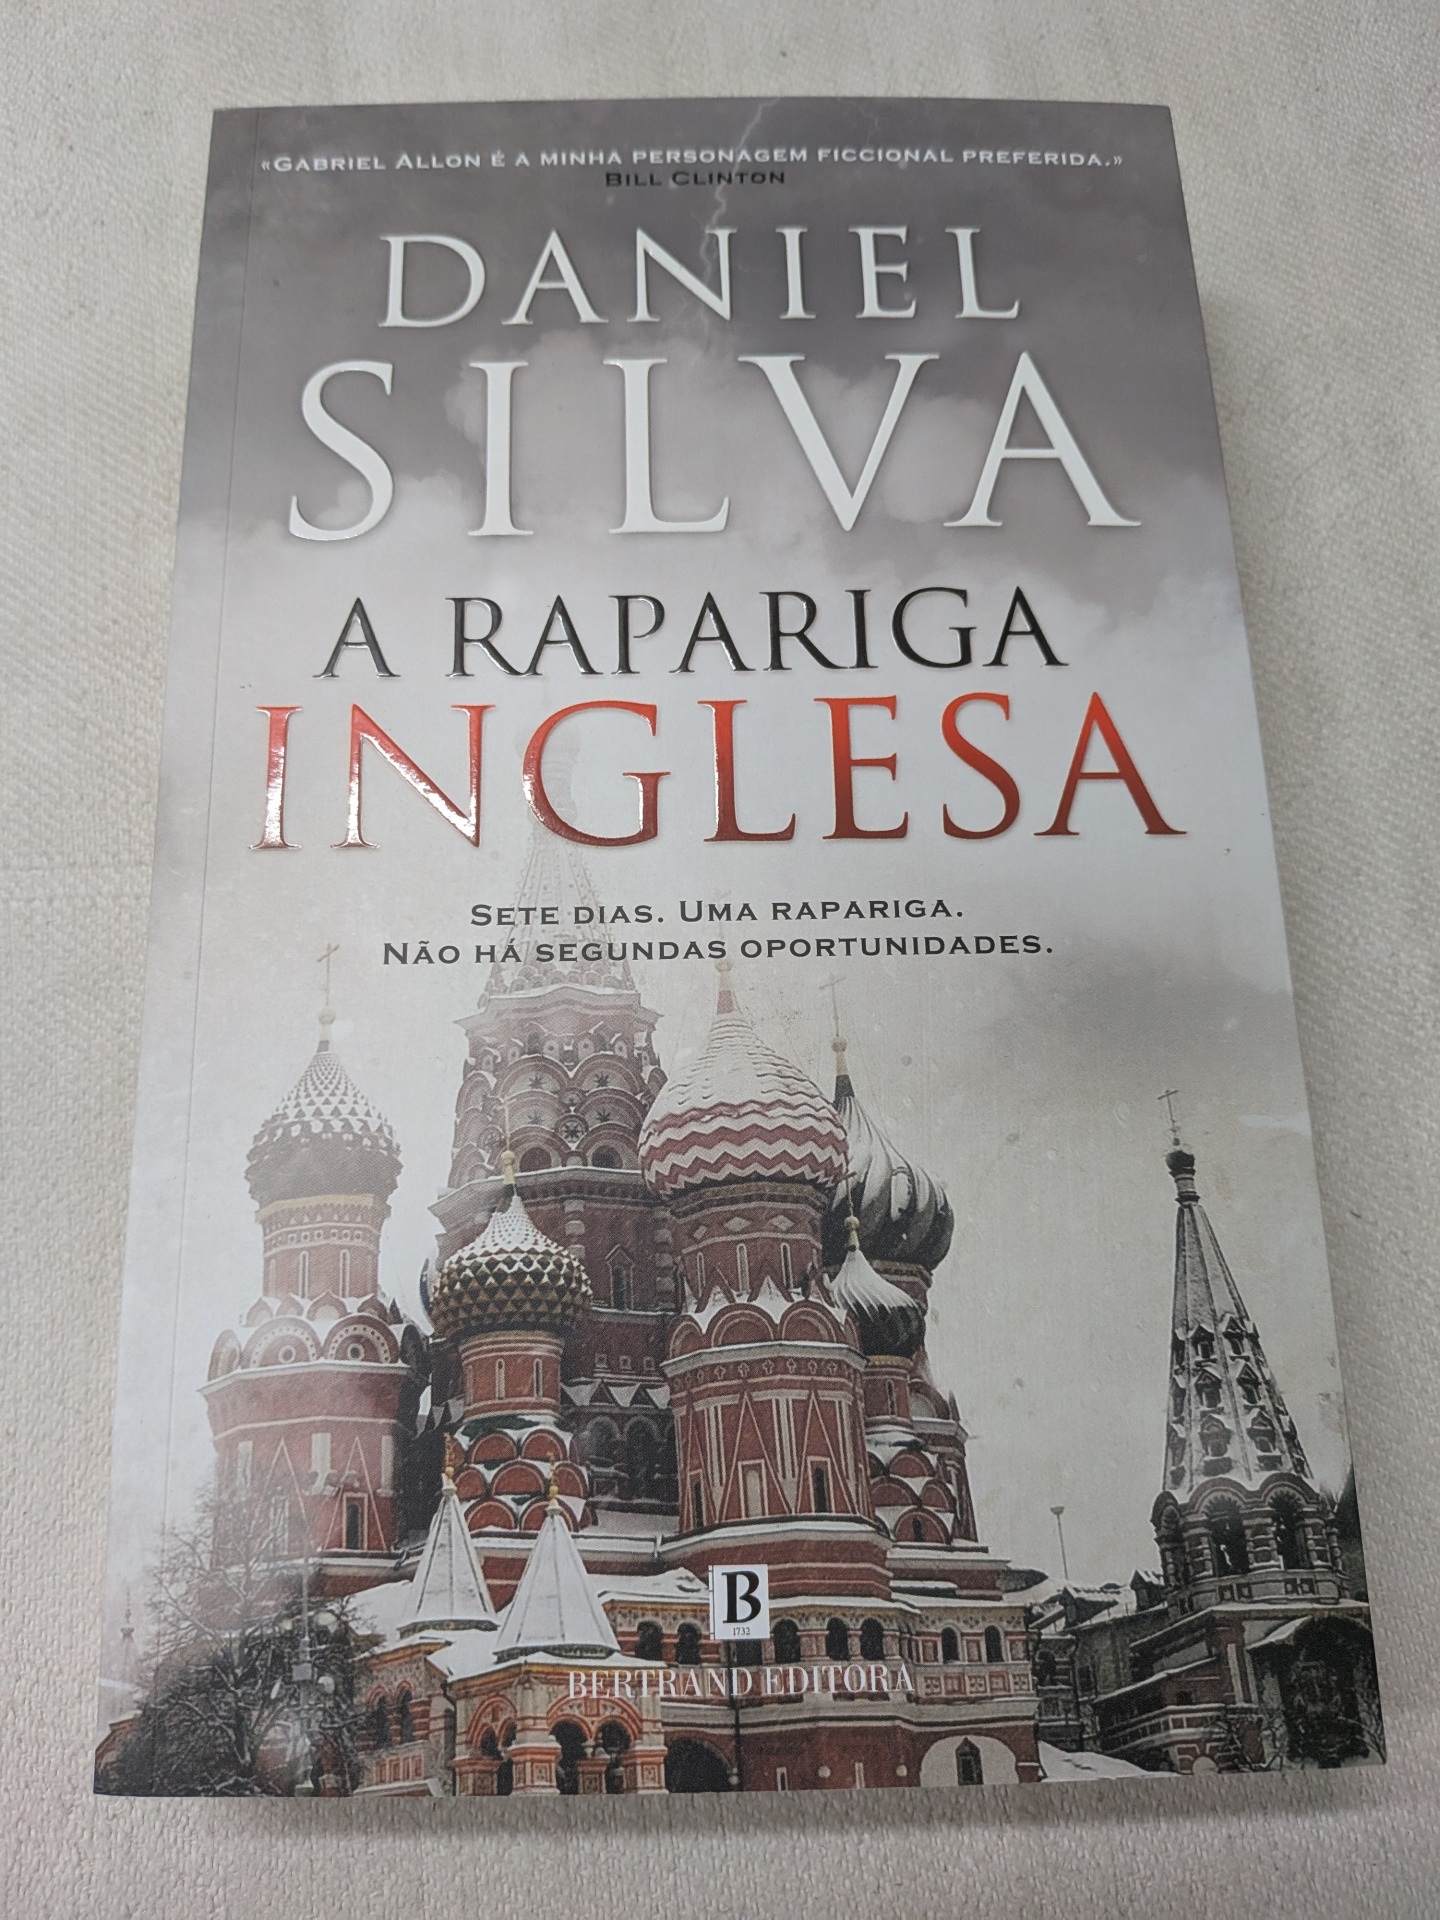 «GABRIEL ALLON É A MINHA PERSONAGEM FICCIONAL PREFERIDA.»
BILL CLINTON
DANIEL
SILVA
A RAPARIGA
INGLESA
SETE DIAS. UMA RAPARIGA.
NÃO HÁ SEGUNDAS OPORTUNIDADES.
B
1732
BERTRAND EDITORA